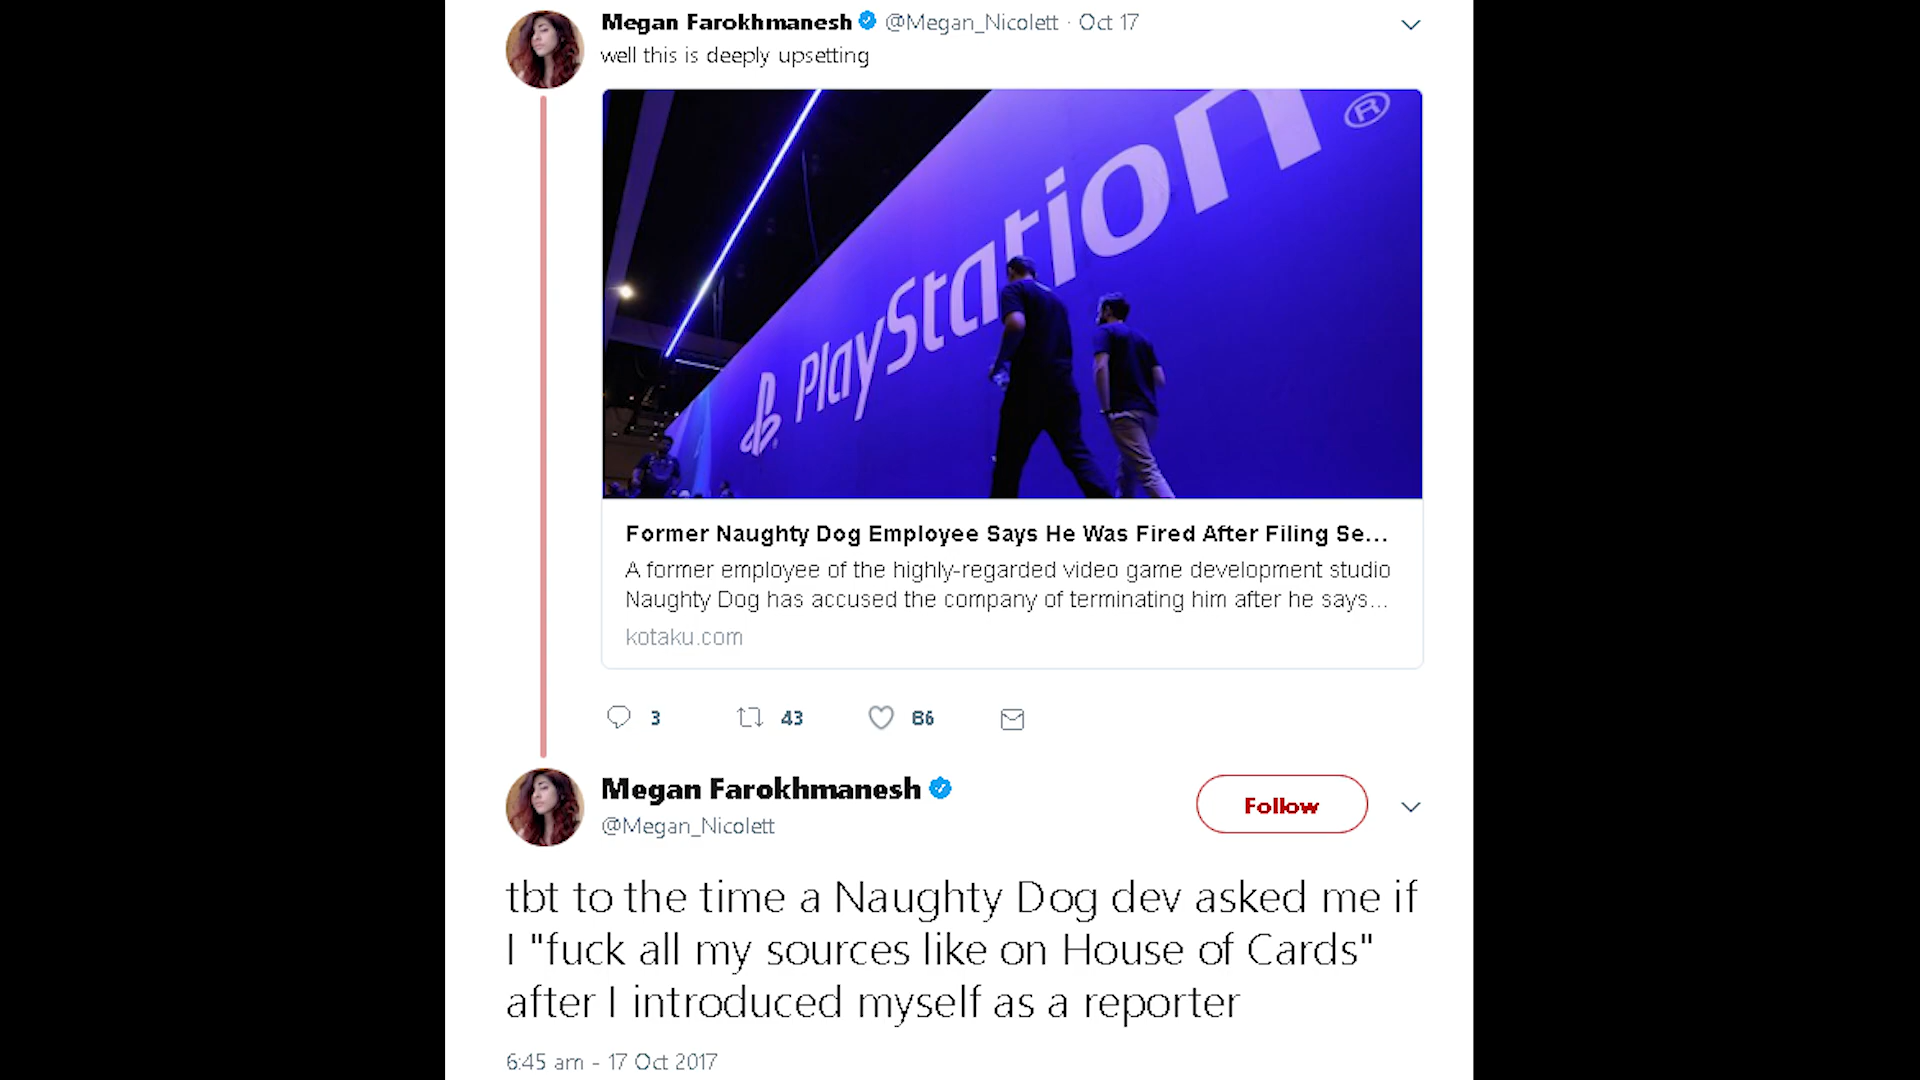 Megan Farokhmanesh @Megan_Nicolett · Oct 17
well this is deeply upsetting
PlayStation ®
Former Naughty Dog Employee Says He Was Fired After Filing Se...
A former employee of the highly-regarded video game development studio
Naughty Dog has accused the company of terminating him after he says...
kotaku.com
3 43 86
Megan Farokhmanesh
Follow
@Megan_Nicolett
tbt to the time a Naughty Dog dev asked me if
I "fuck all my sources like on House of Cards"
after I introduced myself as a reporter
6:45 am - 17 Oct 2017